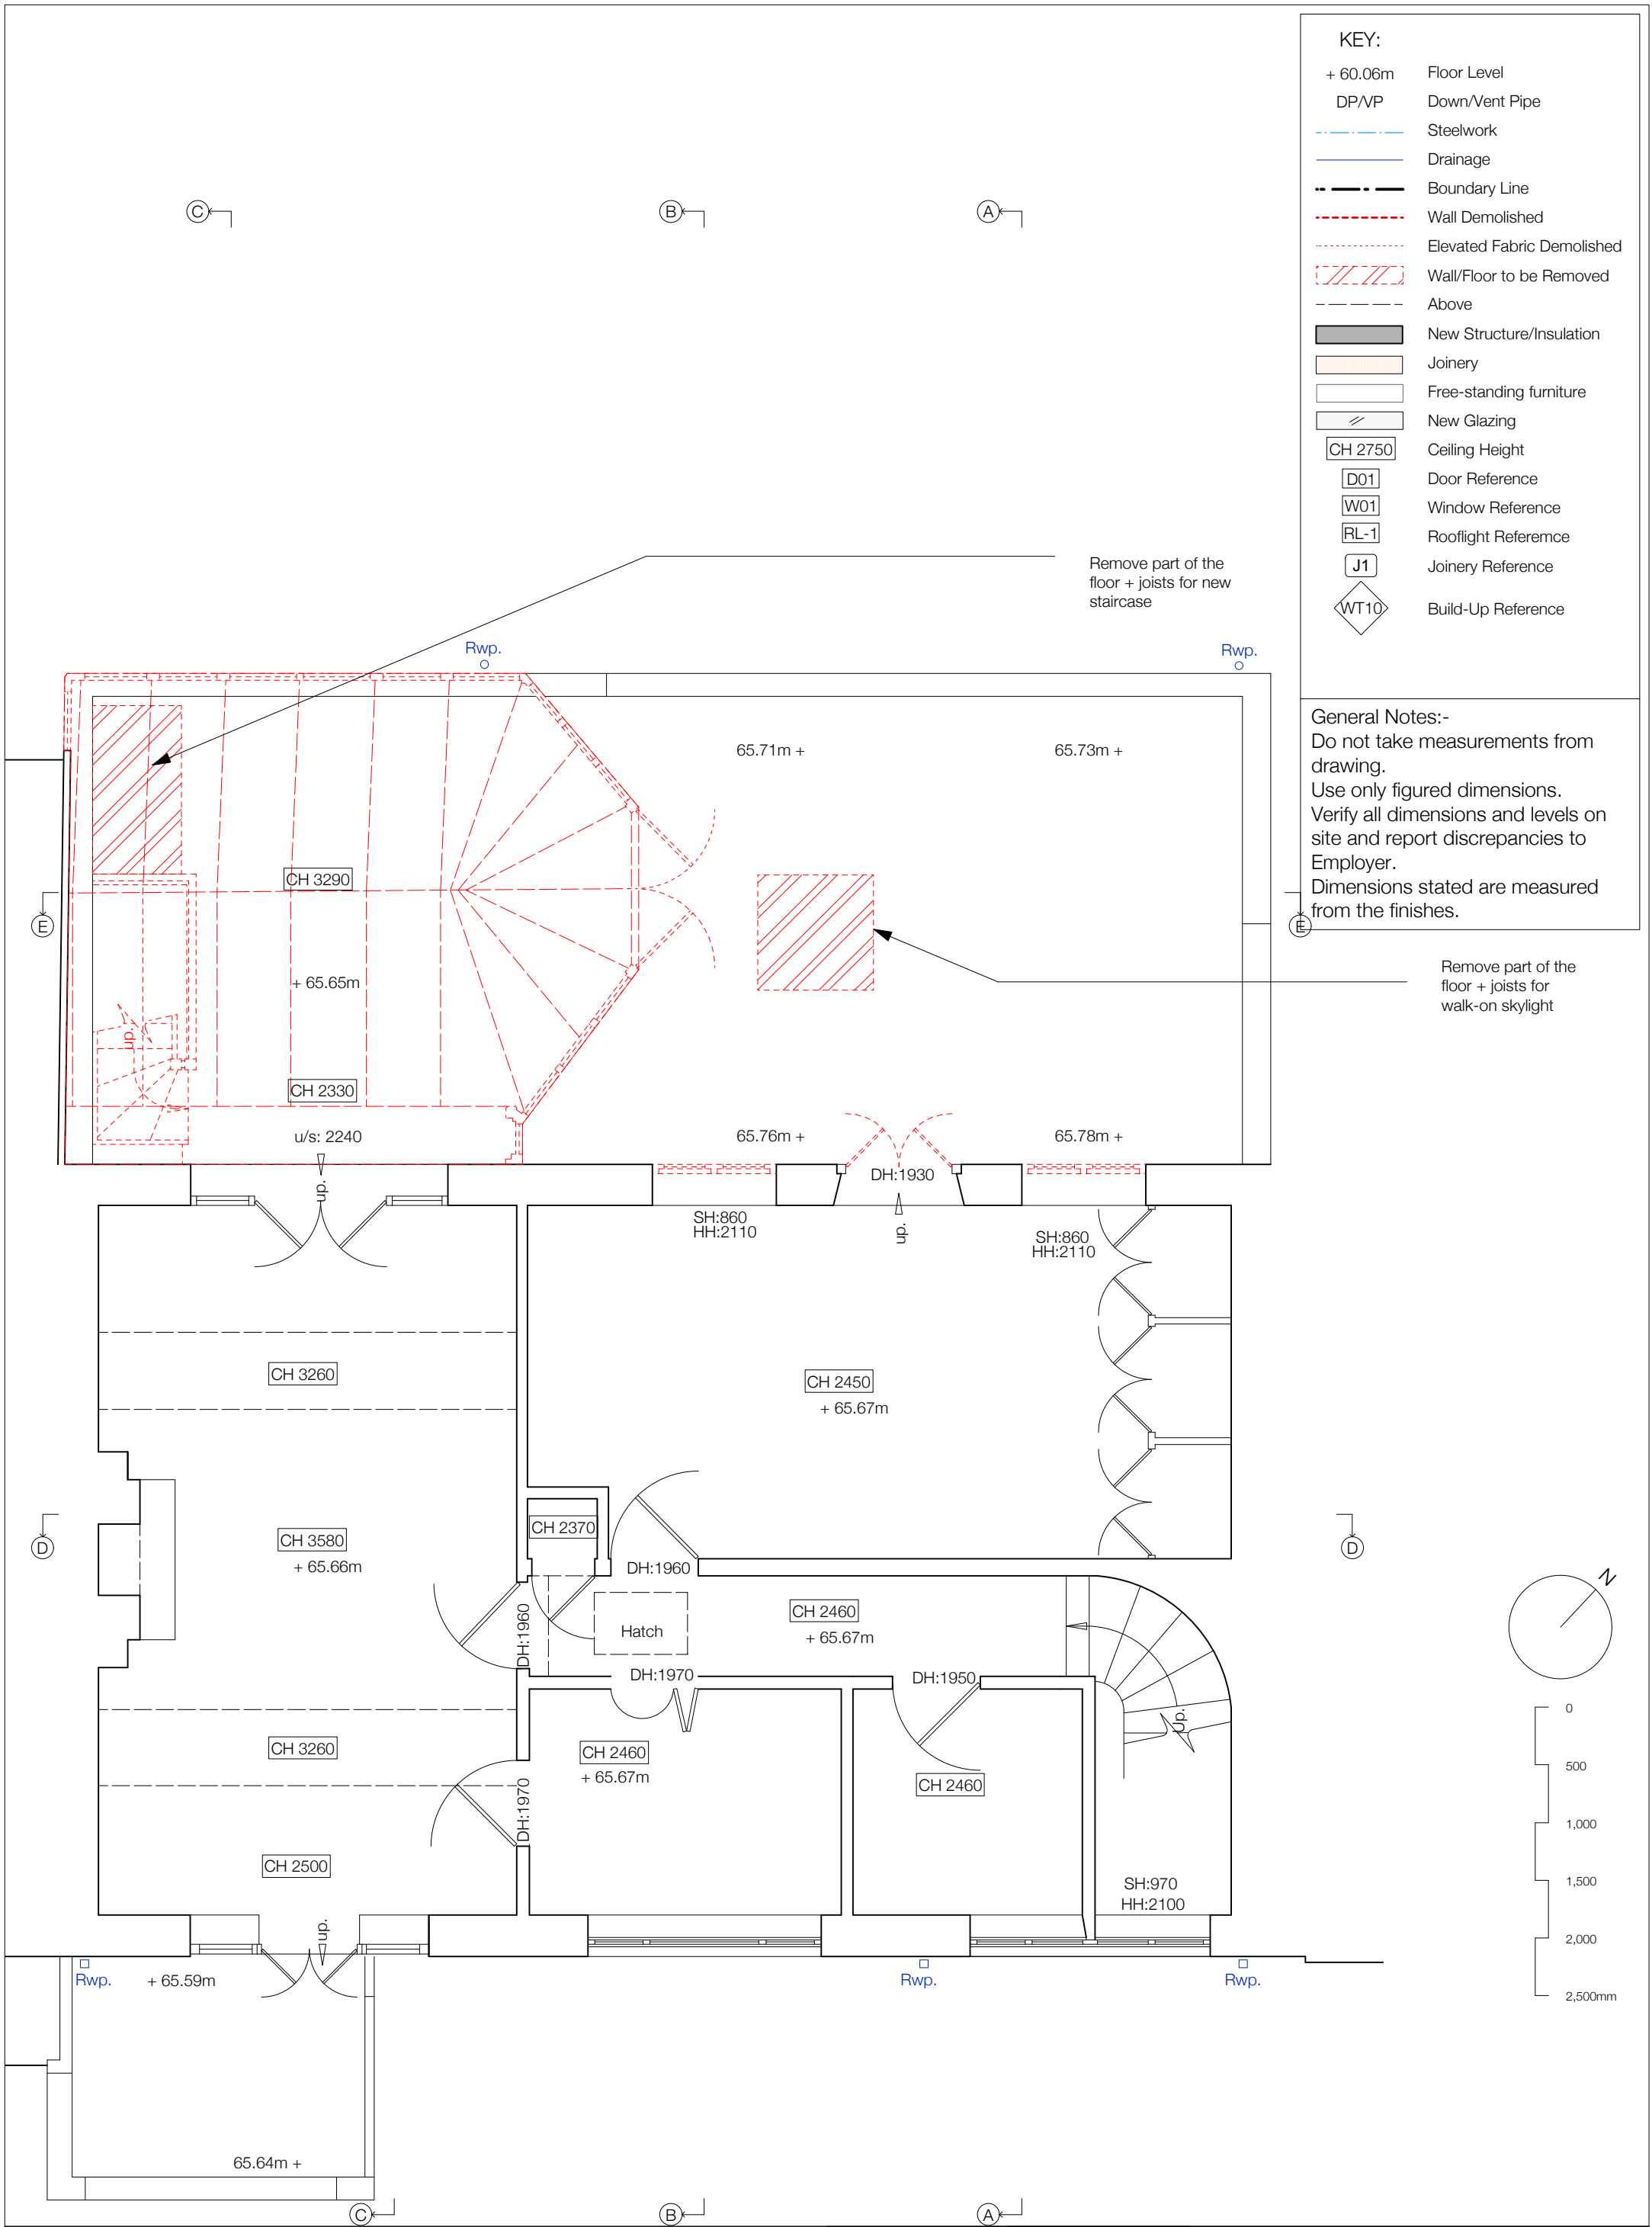 KEY:
+ 60.06m Floor Level
DP/VP Down/Vent Pipe
Steelwork
Drainage
Boundary Line
Wall Demolished
Elevated Fabric Demolished
Wall/Floor to be Removed
Above
New Structure/Insulation
Joinery
Free-standing furniture
New Glazing
CH 2750 Ceiling Height
D01 Door Reference
W01 Window Reference
RL-1 Rooflight Referemce
J1 Joinery Reference
WT10 Build-Up Reference
General Notes:-
Do not take measurements from
drawing.
Use only figured dimensions.
Verify all dimensions and levels on
site and report discrepancies to
Employer.
Dimensions stated are measured
from the finishes.
C
B
A
Remove part of the
floor + joists for new
staircase
Rwp.
Rwp.
65.71m +
65.73m +
CH 3290
E
E
Remove part of the
floor + joists for
walk-on skylight
+ 65.65m
dn.
CH 2330
u/s: 2240
65.76m +
65.78m +
DH:1930
dn.
SH:860
HH:2110
up.
SH:860
HH:2110
CH 3260
CH 2450
+ 65.67m
CH 2370
D
D
CH 3580
+ 65.66m
DH:1960
N
DH:1960
Hatch
CH 2460
+ 65.67m
DH:1970
DH:1950
Up.
CH 3260
CH 2460
+ 65.67m
CH 2460
DH:1970
CH 2500
SH:970
HH:2100
up.
0
500
1,000
1,500
2,000
2,500mm
Rwp.
+ 65.59m
Rwp.
Rwp.
65.64m +
C
B
A